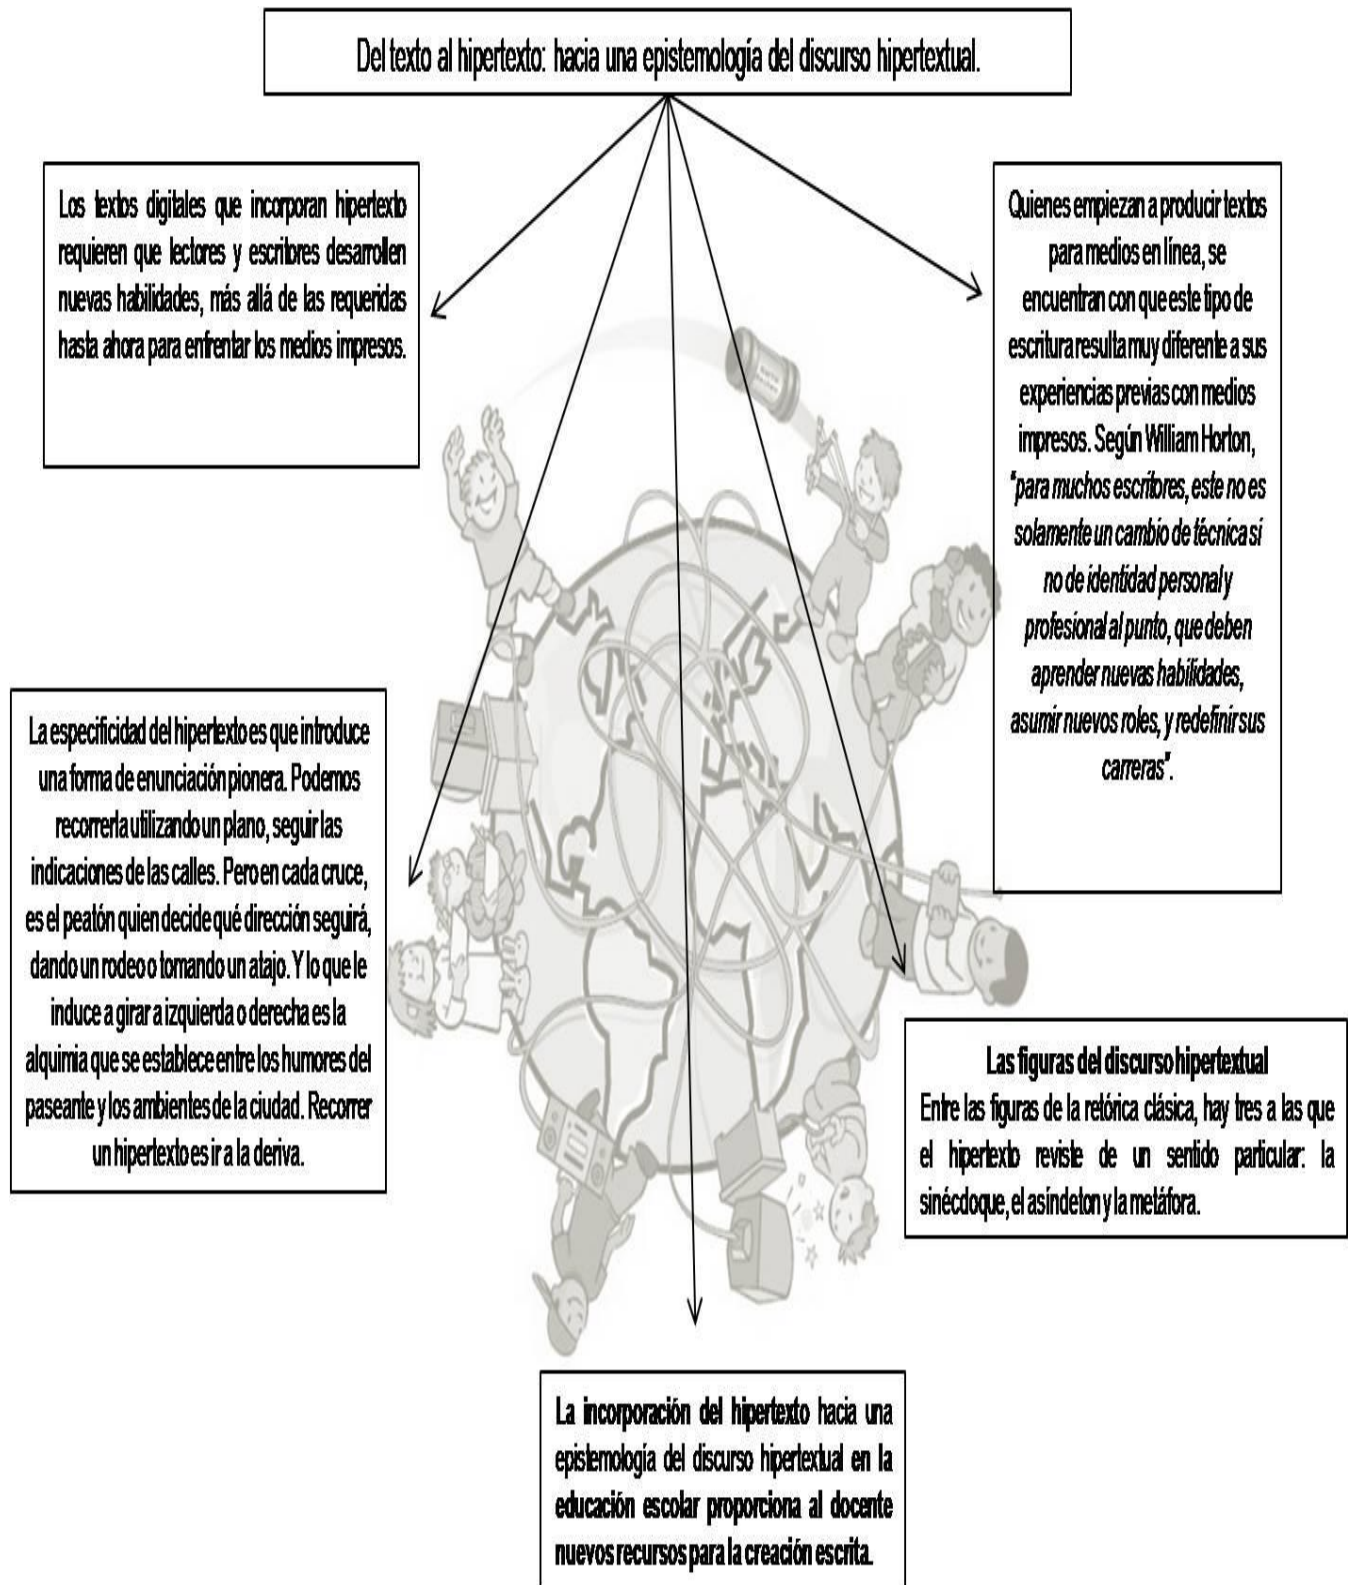 Del texto al hipertexto: hacia una epistemología del discurso hipertextual.
Los textos digitales que incorporan hipertexto
requieren que lectores y escritores desarrollen
nuevas habilidades, más allá de las requeridas
hasta ahora para enfrentar los medios impresos.
Quienes empiezan a producir textos
para medios en línea, se
encuentran con que este tipo de
escritura resulta muy diferente a sus
experiencias previas con medios
impresos. Según William Horton,
"para muchos escritores, este no es
solamente un cambio de técnica si
no de identidad personal y
profesional al punto, que deben
aprender nuevas habilidades,
asumir nuevos roles, y redefinir sus
carreras".
La especificidad del hipertexto es que introduce
una forma de enunciación pionera. Podemos
recorrerla utilizando un plano, seguir las
indicaciones de las calles. Pero en cada cruce,
es el peatón quien decide qué dirección seguirá,
dando un rodeo o tomando un atajo. Y lo que le
induce a girar a izquierda o derecha es la
alquimia que se establece entre los humores del
paseante y los ambientes de la ciudad. Recorrer
un hipertexto es ir a la deriva.
Las figuras del discurso hipertextual
Entre las figuras de la retórica clásica, hay tres a las que
el hipertexto reviste de un sentido particular: la
sinécdoque, el asíndeton y la metáfora.
La incorporación del hipertexto hacia una
epistemología del discurso hipertextual en la
educación escolar proporciona al docente
nuevos recursos para la creación escrita.